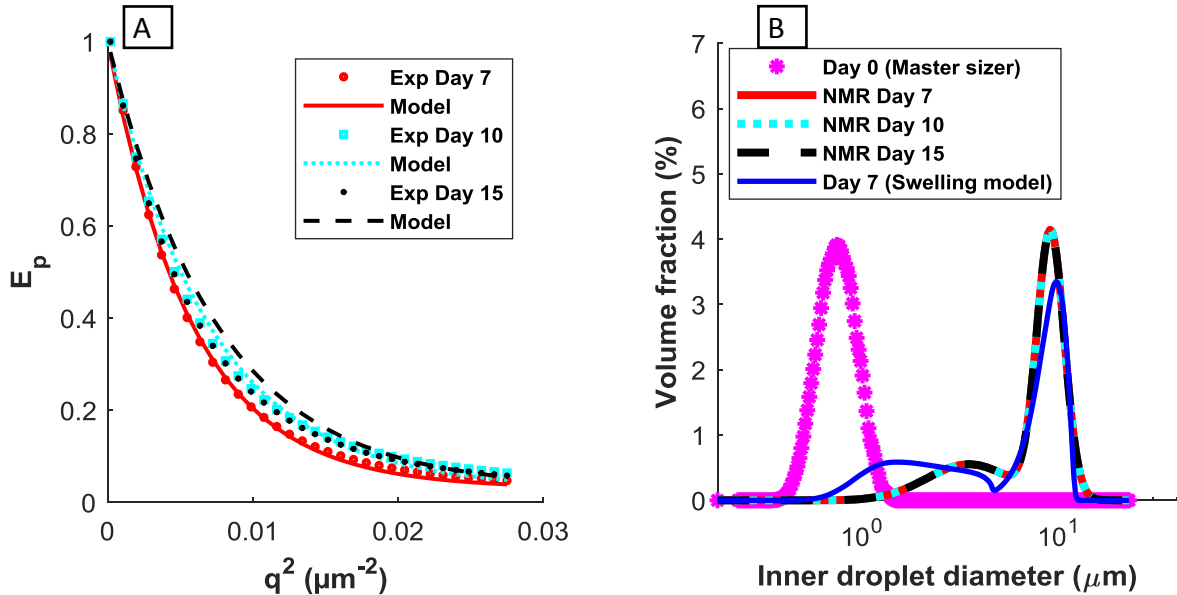 A
1
0.8
0.6
0.4
0.2
0
E_p
0
0.01
0.02
0.03
q² (μm⁻²)
Exp Day 7
Model
Exp Day 10
Model
Exp Day 15
Model
B
7
6
5
4
3
2
1
0
Volume fraction (%)
10⁰
10¹
Inner droplet diameter (μm)
Day 0 (Master sizer)
NMR Day 7
NMR Day 10
NMR Day 15
Day 7 (Swelling model)